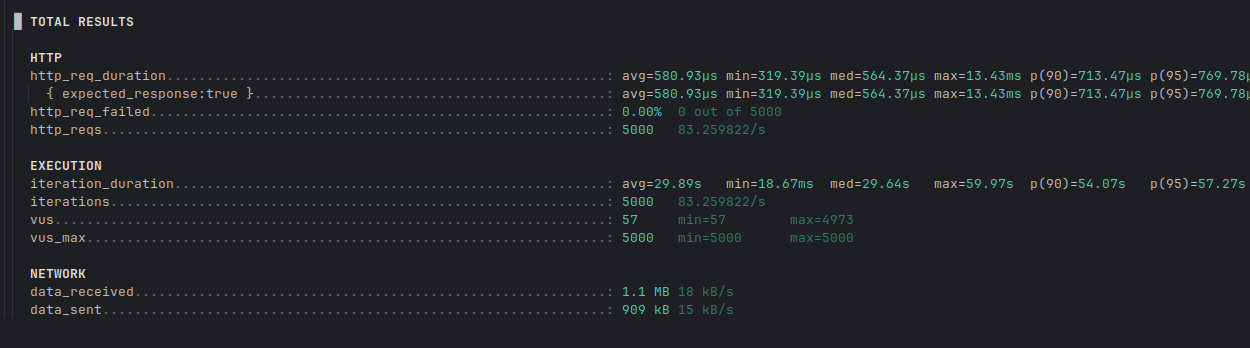 TOTAL RESULTS
HTTP
http_req_duration.......................................................: avg=580.93µs min=319.39µs med=564.37µs max=13.43ms p(90)=713.47µs p(95)=769.78µ
{ expected_response:true }............................................: avg=580.93µs min=319.39µs med=564.37µs max=13.43ms p(90)=713.47µs p(95)=769.78µ
http_req_failed.........................................................: 0.00% 0 out of 5000
http_reqs...............................................................: 5000 83.259822/s
EXECUTION
iteration_duration......................................................: avg=29.89s min=18.67ms med=29.64s max=59.97s p(90)=54.07s p(95)=57.27s
iterations..............................................................: 5000 83.259822/s
vus.....................................................................: 57 min=57 max=4973
vus_max.................................................................: 5000 min=5000 max=5000
NETWORK
data_received...........................................................: 1.1 MB 18 kB/s
data_sent...............................................................: 909 kB 15 kB/s